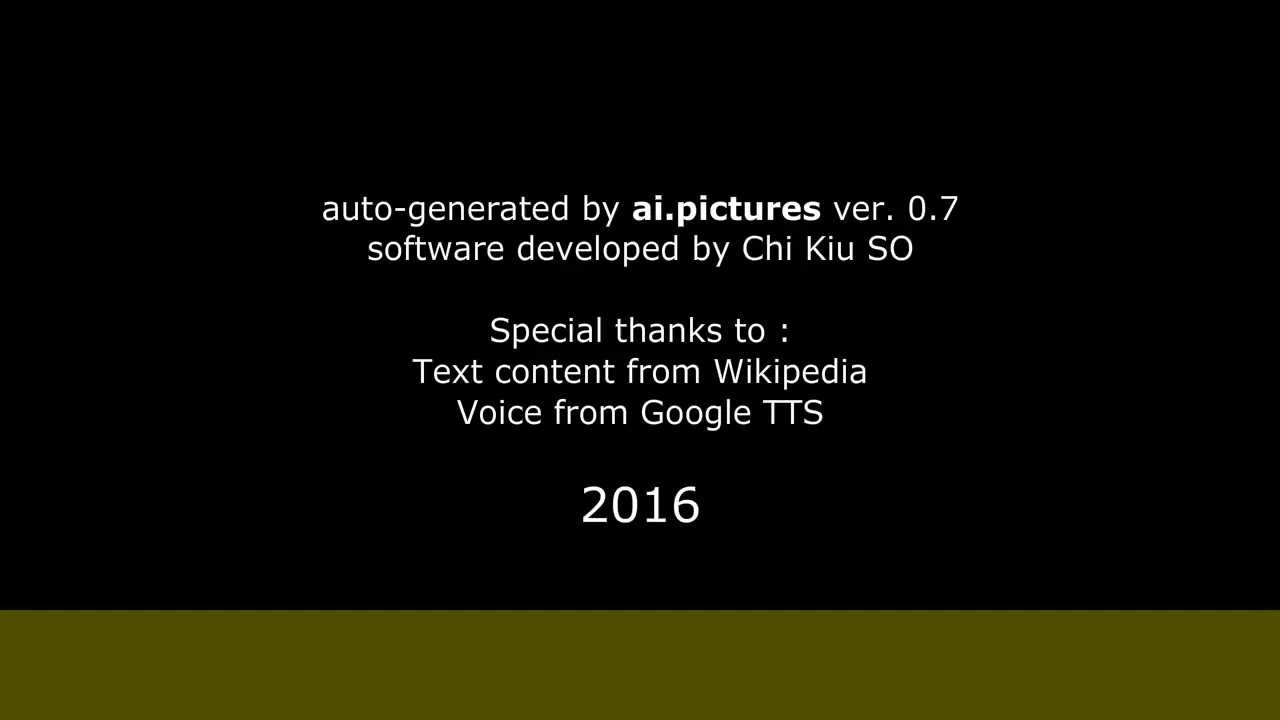 auto-generated by ai.pictures ver. 0.7
software developed by Chi Kiu SO
Special thanks to :
Text content from Wikipedia
Voice from Google TTS
2016